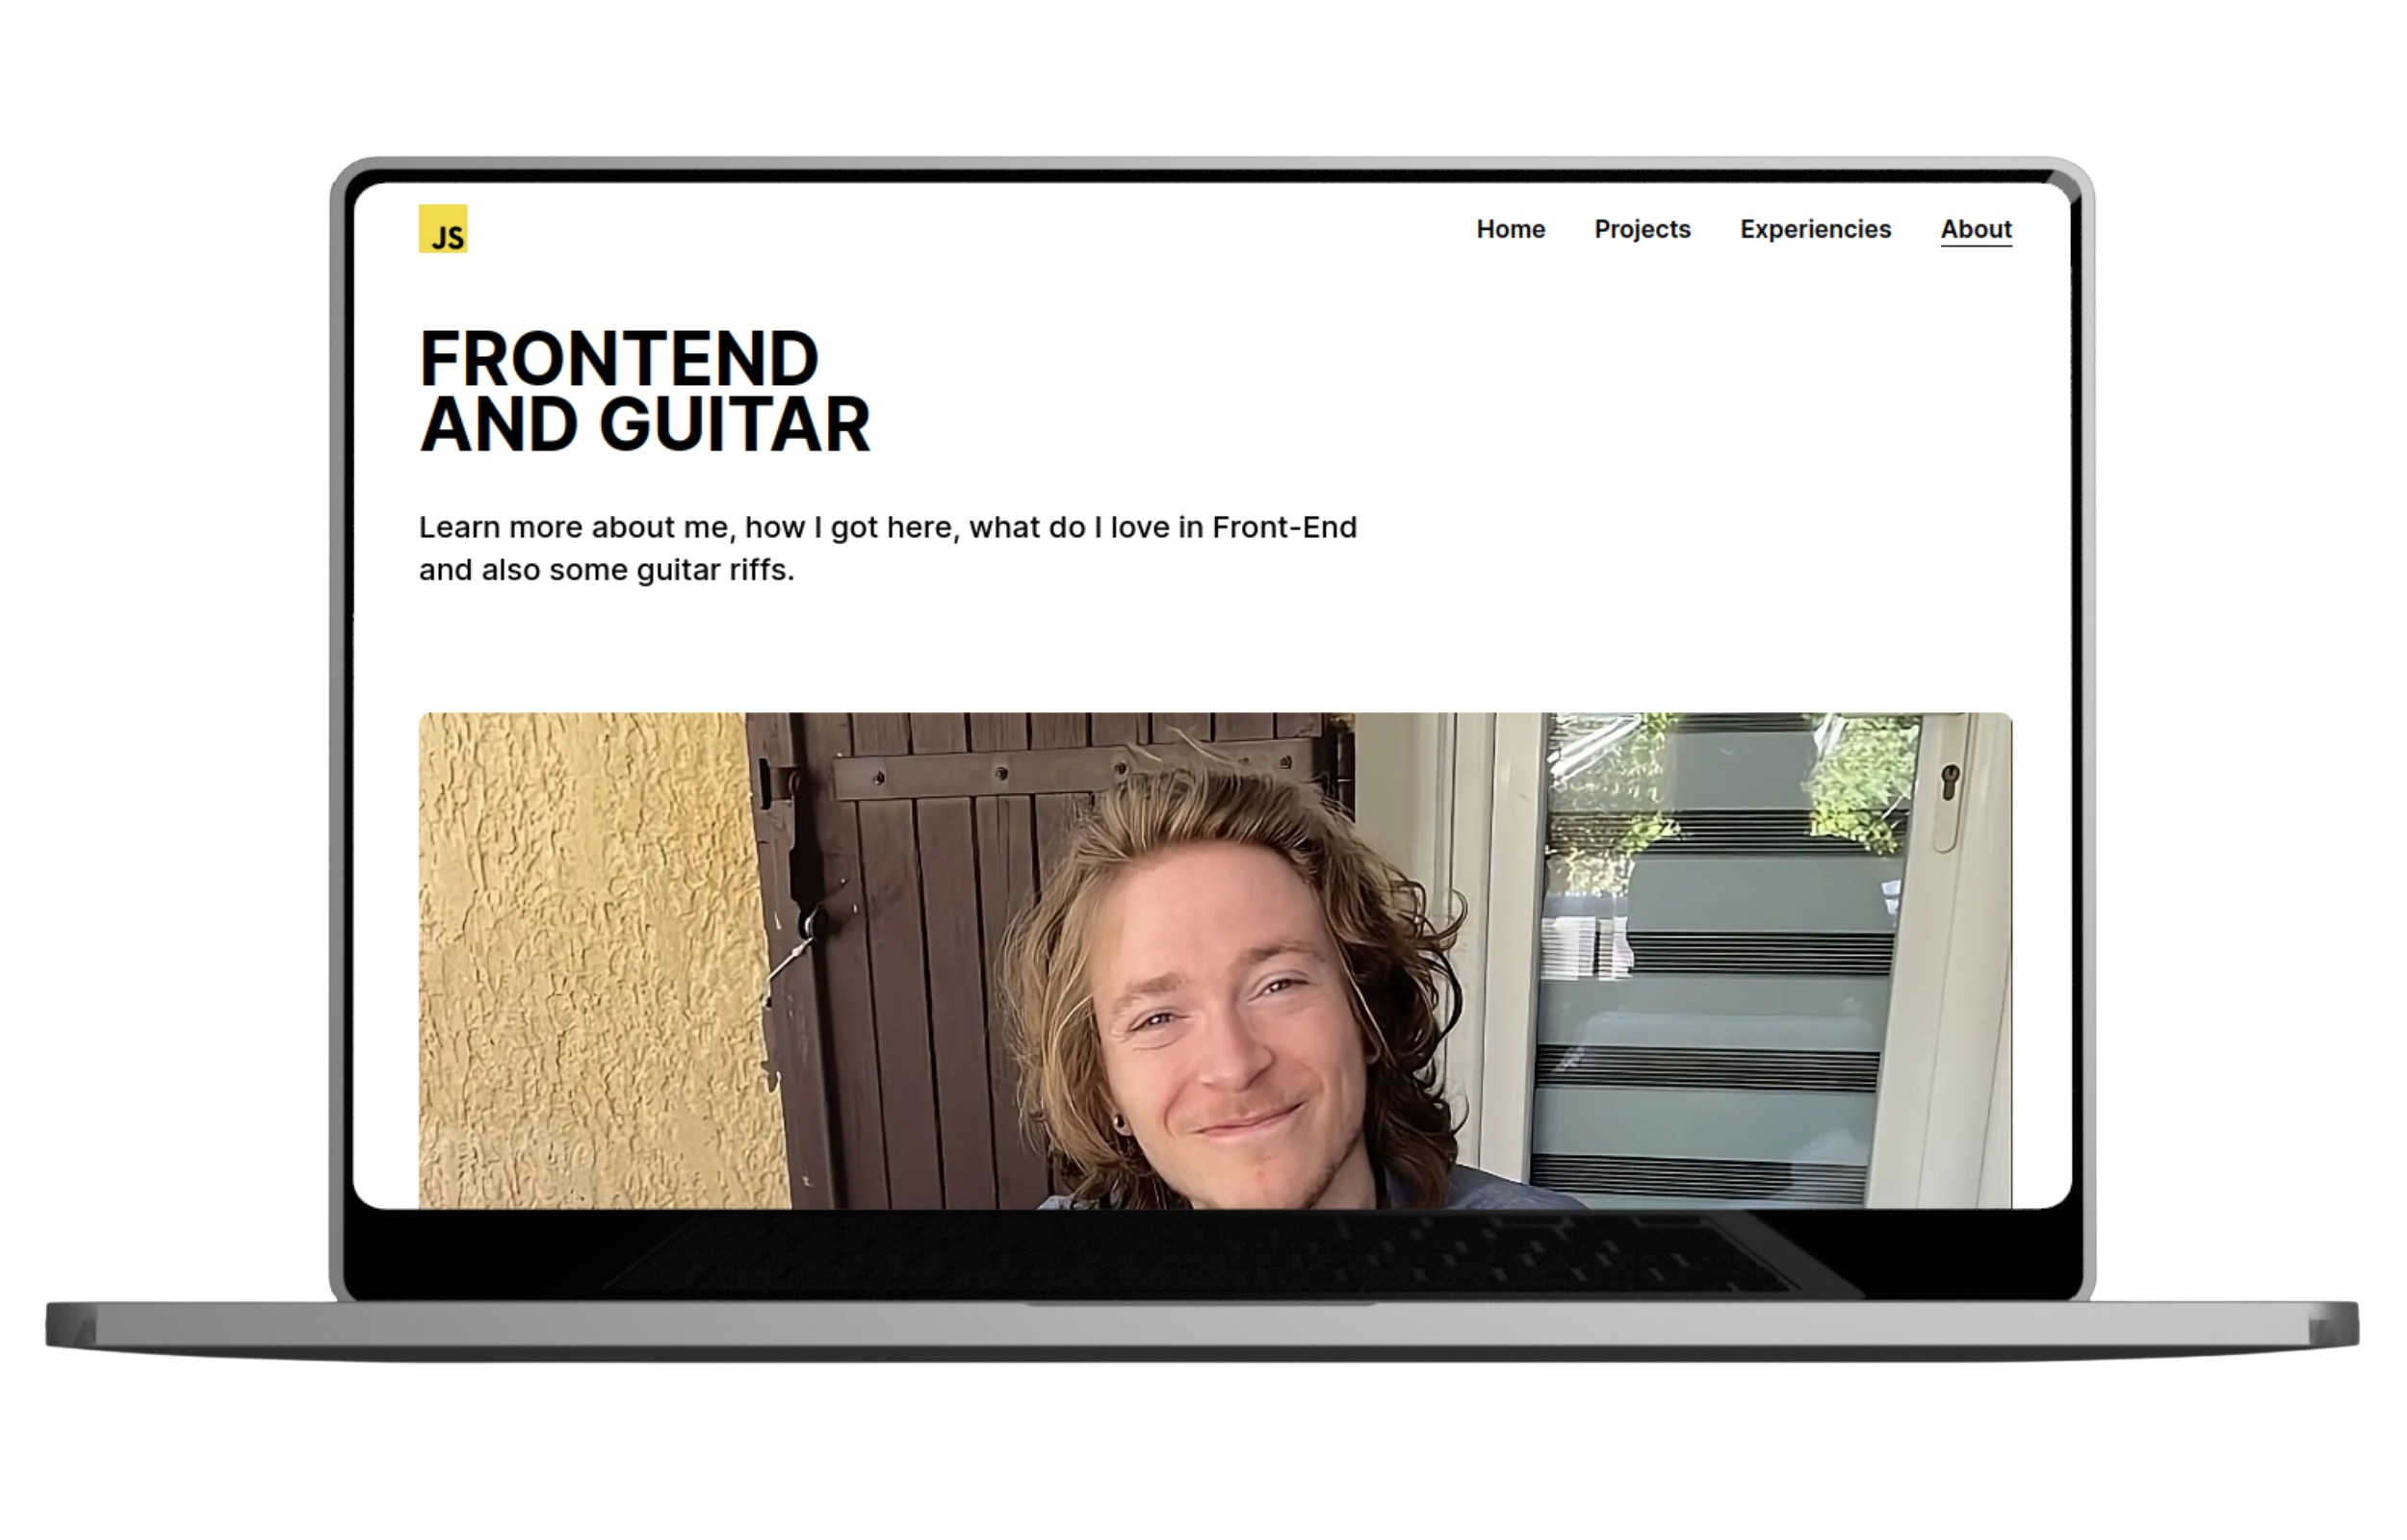 JS
Home Projects Experiencies About
FRONTEND
AND GUITAR
Learn more about me, how I got here, what do I love in Front-End
and also some guitar riffs.